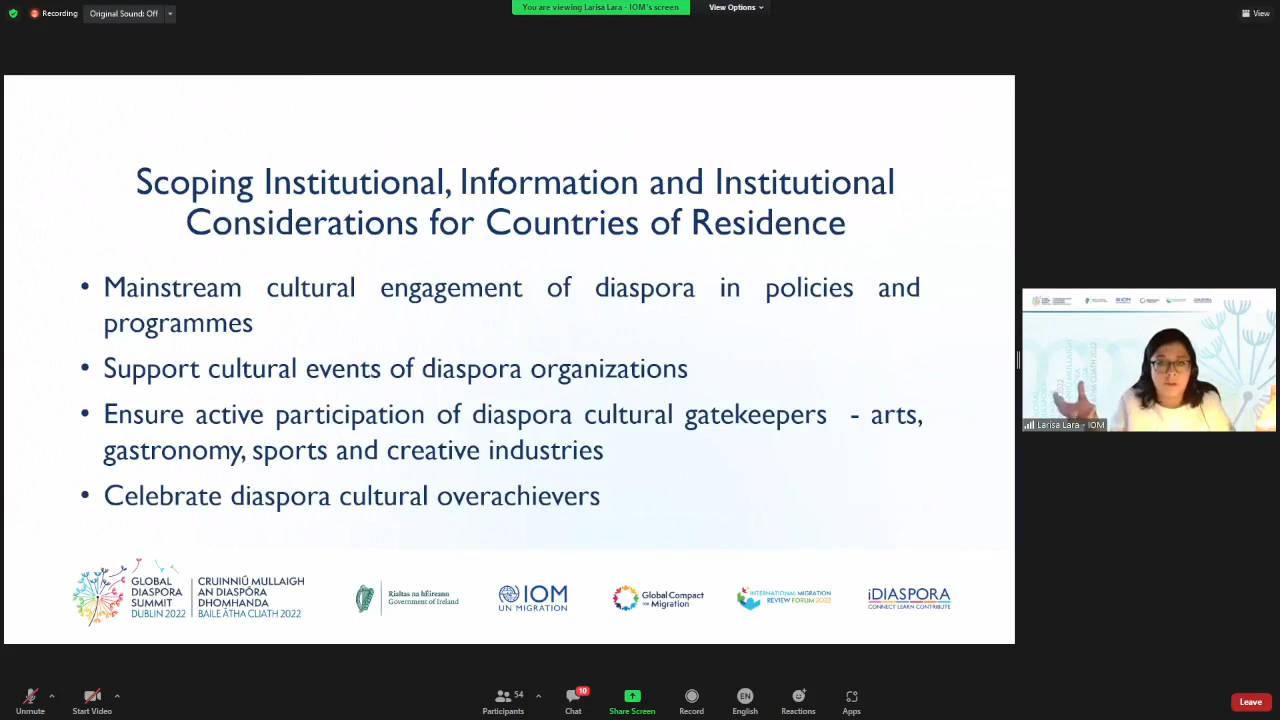 Recording
Original Sound: Off
You are viewing Larisa Lara - IOM's screen
View Options
View
Scoping Institutional, Information and Institutional
Considerations for Countries of Residence
• Mainstream cultural engagement of diaspora in policies and
programmes
• Support cultural events of diaspora organizations
• Ensure active participation of diaspora cultural gatekeepers - arts,
gastronomy, sports and creative industries
• Celebrate diaspora cultural overachievers
GLOBAL
DIASPORA
SUMMIT
DUBLIN 2022
CRUINNIÚ MULLAIGH
AN DIASPÓRA
DHOMHANDA
BAILE ÁTHA CLIATH 2022
Rialtas na hÉireann
Government of Ireland
IOM
UN MIGRATION
Global Compact
for Migration
INTERNATIONAL MIGRATION
REVIEW FORUM 2022
iDIASPORA
CONNECT LEARN CONTRIBUTE
Larisa Lara - IOM
Unmute
Start Video
54
Participants
10
Chat
Share Screen
Record
EN
English
Reactions
Apps
Leave